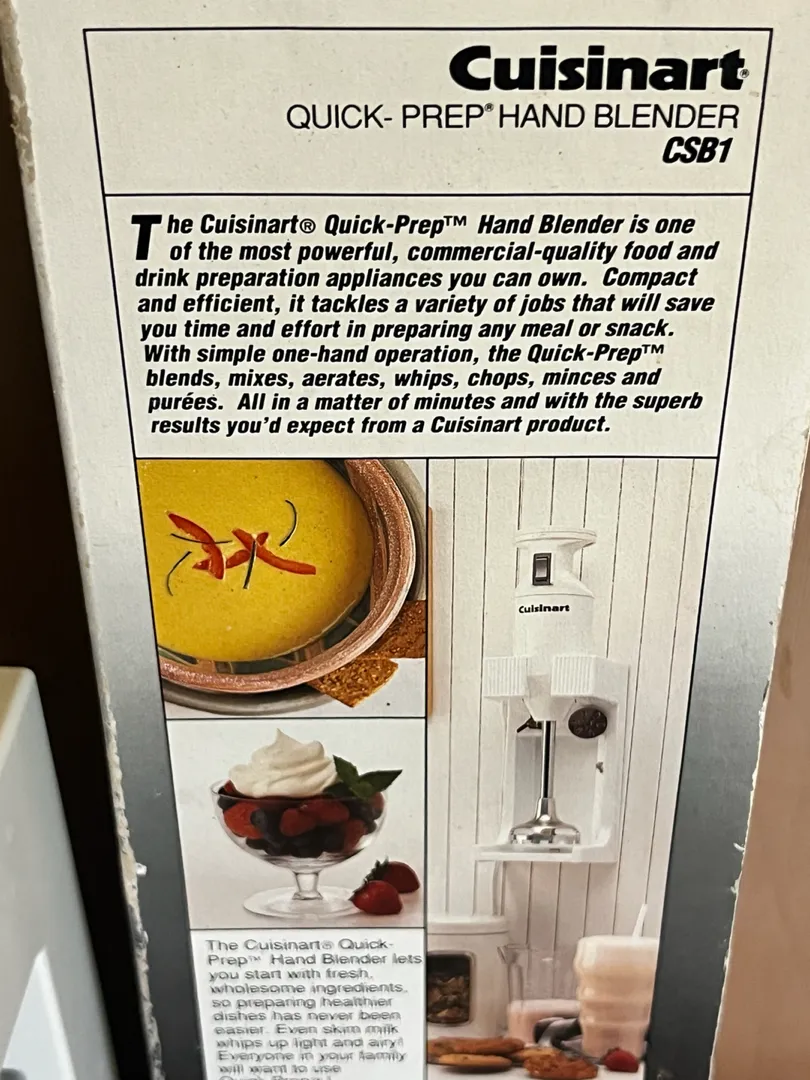 Cuisinart®
QUICK- PREP® HAND BLENDER
CSB1
The Cuisinart® Quick-Prep™ Hand Blender is one
of the most powerful, commercial-quality food and
drink preparation appliances you can own. Compact
and efficient, it tackles a variety of jobs that will save
you time and effort in preparing any meal or snack.
With simple one-hand operation, the Quick-Prep™
blends, mixes, aerates, whips, chops, minces and
purées. All in a matter of minutes and with the superb
results you'd expect from a Cuisinart product.
Cuisinart
The Cuisinart® Quick-
Prep™ Hand Blender lets
you start with fresh,
wholesome ingredients,
so preparing healthier
dishes has never been
easier. Even skim milk
whips up light and airy!
Everyone in your family
will want to use